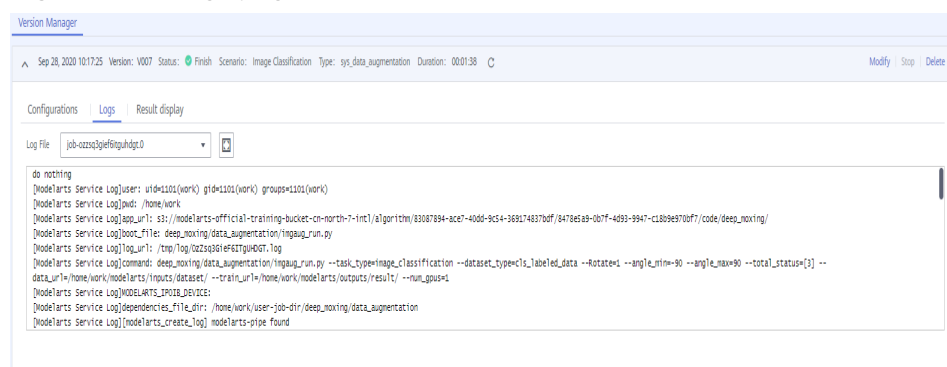 Version Manager
Sep 28, 2020 10:17:25 Version: V007 Status: Finish Scenario: Image Classification Type: sys_data_augmentation Duration: 00:01:38 Modify Stop Delete
Configurations Logs Result display
Log File job-ozzsq3gief6itguhdgt.0
do nothing
[Modelarts Service Log]user: uid=1101(work) gid=1101(work) groups=1101(work)
[Modelarts Service Log]pwd: /home/work
[Modelarts Service Log]app_url: s3://modelarts-official-training-bucket-cn-north-7-intl/algorithm/83087894-ace7-40dd-9c54-369174837bdf/8478e5a9-0b7f-4d93-9947-c18b9e970bf7/code/deep_moxing/
[Modelarts Service Log]boot_file: deep_moxing/data_augmentation/imgaug_run.py
[Modelarts Service Log]log_url: /tmp/log/OzZsq3GieF6ITgUHDGT.log
[Modelarts Service Log]command: deep_moxing/data_augmentation/imgaug_run.py --task_type=image_classification --dataset_type=cls_labeled_data --Rotate=1 --angle_min=-90 --angle_max=90 --total_status=[3] --
data_url=/home/work/modelarts/inputs/dataset/ --train_url=/home/work/modelarts/outputs/result/ --num_gpus=1
[Modelarts Service Log]MODELARTS_IPOIB_DEVICE:
[Modelarts Service Log]dependencies_file_dir: /home/work/user-job-dir/deep_moxing/data_augmentation
[Modelarts Service Log][modelarts_create_log] modelarts-pipe found